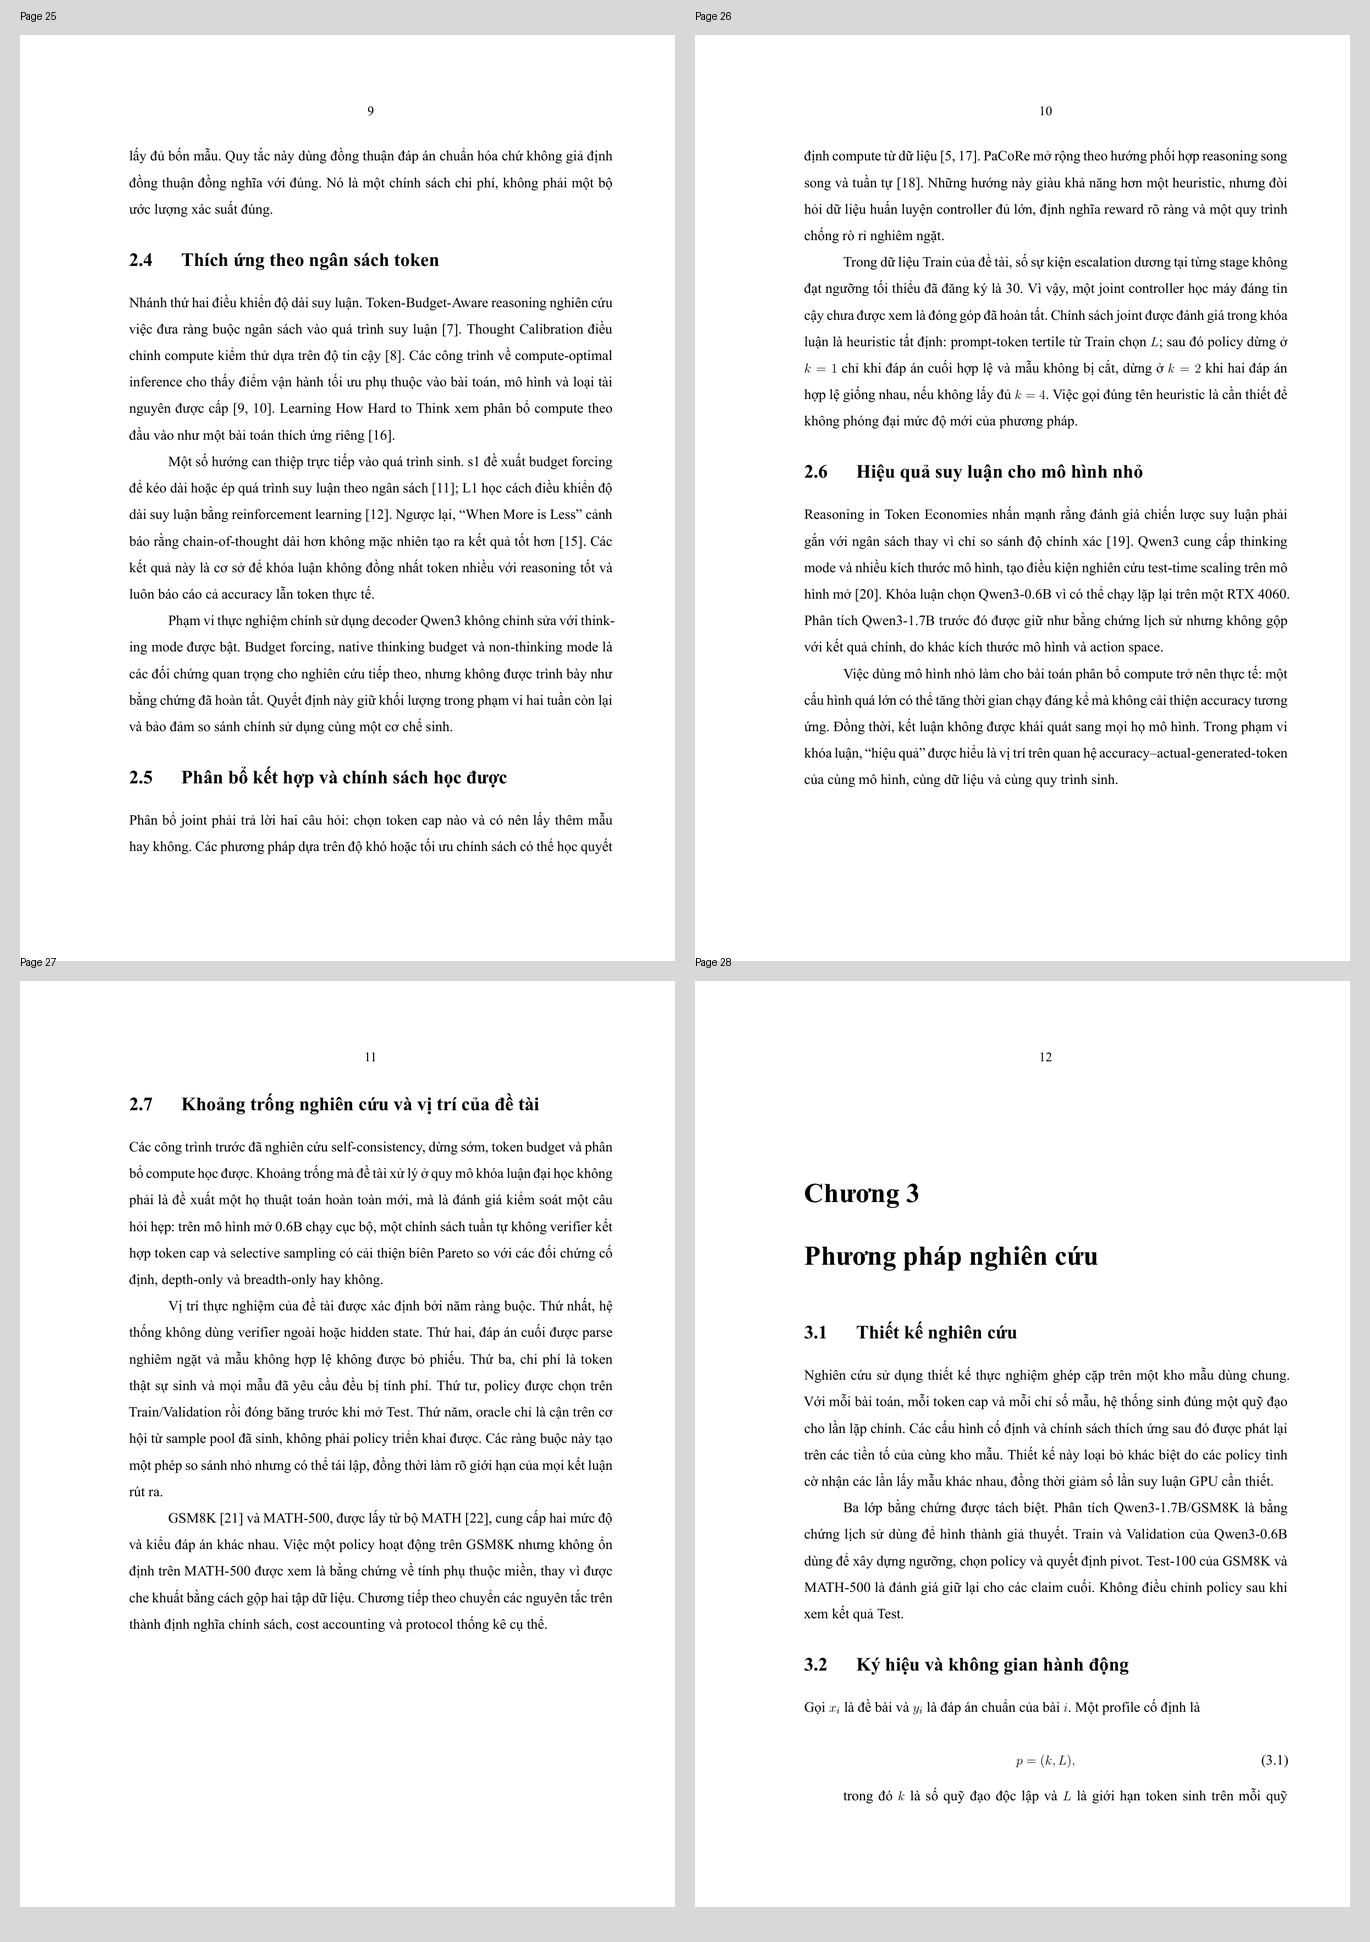 Page 25
9
lấy đủ bốn mẫu. Quy tắc này dùng đồng thuận đáp án chuẩn hóa chứ không giả định
đồng thuận đồng nghĩa với đúng. Nó là một chính sách chi phí, không phải một bộ
ước lượng xác suất đúng.
2.4 Thích ứng theo ngân sách token
Nhánh thứ hai điều khiển độ dài suy luận. Token-Budget-Aware reasoning nghiên cứu
việc đưa ràng buộc ngân sách vào quá trình suy luận [7]. Thought Calibration điều
chỉnh compute kiểm thử dựa trên độ tin cậy [8]. Các công trình về compute-optimal
inference cho thấy điểm vận hành tối ưu phụ thuộc vào bài toán, mô hình và loại tài
nguyên được cấp [9, 10]. Learning How Hard to Think xem phân bổ compute theo
đầu vào như một bài toán thích ứng riêng [16].
Một số hướng can thiệp trực tiếp vào quá trình sinh. s1 đề xuất budget forcing
để kéo dài hoặc ép quá trình suy luận theo ngân sách [11]; L1 học cách điều khiển độ
dài suy luận bằng reinforcement learning [12]. Ngược lại, “When More is Less” cảnh
báo rằng chain-of-thought dài hơn không mặc nhiên tạo ra kết quả tốt hơn [15]. Các
kết quả này là cơ sở để khóa luận không đồng nhất token nhiều với reasoning tốt và
luôn báo cáo cả accuracy lẫn token thực tế.
Phạm vi thực nghiệm chính sử dụng decoder Qwen3 không chỉnh sửa với think-
ing mode được bật. Budget forcing, native thinking budget và non-thinking mode là
các đối chứng quan trọng cho nghiên cứu tiếp theo, nhưng không được trình bày như
bằng chứng đã hoàn tất. Quyết định này giữ khối lượng trong phạm vi hai tuần còn lại
và bảo đảm so sánh chính sử dụng cùng một cơ chế sinh.
2.5 Phân bổ kết hợp và chính sách học được
Phân bổ joint phải trả lời hai câu hỏi: chọn token cap nào và có nên lấy thêm mẫu
hay không. Các phương pháp dựa trên độ khó hoặc tối ưu chính sách có thể học quyết
Page 26
10
định compute từ dữ liệu [5, 17]. PaCoRe mở rộng theo hướng phối hợp reasoning song
song và tuần tự [18]. Những hướng này giàu khả năng hơn một heuristic, nhưng đòi
hỏi dữ liệu huấn luyện controller đủ lớn, định nghĩa reward rõ ràng và một quy trình
chống rò rỉ nghiêm ngặt.
Trong dữ liệu Train của đề tài, số sự kiện escalation dương tại từng stage không
đạt ngưỡng tối thiểu đã đăng ký là 30. Vì vậy, một joint controller học máy đáng tin
cậy chưa được xem là đóng góp đã hoàn tất. Chính sách joint được đánh giá trong khóa
luận là heuristic tất định: prompt-token tertile từ Train chọn L; sau đó policy dừng ở
k = 1 chỉ khi đáp án cuối hợp lệ và mẫu không bị cắt, dừng ở k = 2 khi hai đáp án
hợp lệ giống nhau, nếu không lấy đủ k = 4. Việc gọi đúng tên heuristic là cần thiết để
không phóng đại mức độ mới của phương pháp.
2.6 Hiệu quả suy luận cho mô hình nhỏ
Reasoning in Token Economies nhấn mạnh rằng đánh giá chiến lược suy luận phải
gắn với ngân sách thay vì chỉ so sánh độ chính xác [19]. Qwen3 cung cấp thinking
mode và nhiều kích thước mô hình, tạo điều kiện nghiên cứu test-time scaling trên mô
hình mở [20]. Khóa luận chọn Qwen3-0.6B vì có thể chạy lặp lại trên một RTX 4060.
Phân tích Qwen3-1.7B trước đó được giữ như bằng chứng lịch sử nhưng không gộp
với kết quả chính, do khác kích thước mô hình và action space.
Việc dùng mô hình nhỏ làm cho bài toán phân bổ compute trở nên thực tế: một
cấu hình quá lớn có thể tăng thời gian chạy đáng kể mà không cải thiện accuracy tương
ứng. Đồng thời, kết luận không được khái quát sang mọi họ mô hình. Trong phạm vi
khóa luận, “hiệu quả” được hiểu là vị trí trên quan hệ accuracy–actual-generated-token
của cùng mô hình, cùng dữ liệu và cùng quy trình sinh.
Page 27
11
2.7 Khoảng trống nghiên cứu và vị trí của đề tài
Các công trình trước đã nghiên cứu self-consistency, dừng sớm, token budget và phân
bổ compute học được. Khoảng trống mà đề tài xử lý ở quy mô khóa luận đại học không
phải là đề xuất một họ thuật toán hoàn toàn mới, mà là đánh giá kiểm soát một câu
hỏi hẹp: trên mô hình mở 0.6B chạy cục bộ, một chính sách tuần tự không verifier kết
hợp token cap và selective sampling có cải thiện biên Pareto so với các đối chứng cố
định, depth-only và breadth-only hay không.
Vị trí thực nghiệm của đề tài được xác định bởi năm ràng buộc. Thứ nhất, hệ
thống không dùng verifier ngoài hoặc hidden state. Thứ hai, đáp án cuối được parse
nghiêm ngặt và mẫu không hợp lệ không được bỏ phiếu. Thứ ba, chi phí là token
thật sự sinh và mọi mẫu đã yêu cầu đều bị tính phí. Thứ tư, policy được chọn trên
Train/Validation rồi đóng băng trước khi mở Test. Thứ năm, oracle chỉ là cận trên cơ
hội từ sample pool đã sinh, không phải policy triển khai được. Các ràng buộc này tạo
một phép so sánh nhỏ nhưng có thể tái lập, đồng thời làm rõ giới hạn của mọi kết luận
rút ra.
GSM8K [21] và MATH-500, được lấy từ bộ MATH [22], cung cấp hai mức độ
và kiểu đáp án khác nhau. Việc một policy hoạt động trên GSM8K nhưng không ổn
định trên MATH-500 được xem là bằng chứng về tính phụ thuộc miền, thay vì được
che khuất bằng cách gộp hai tập dữ liệu. Chương tiếp theo chuyển các nguyên tắc trên
thành định nghĩa chính sách, cost accounting và protocol thống kê cụ thể.
Page 28
12
Chương 3
Phương pháp nghiên cứu
3.1 Thiết kế nghiên cứu
Nghiên cứu sử dụng thiết kế thực nghiệm ghép cặp trên một kho mẫu dùng chung.
Với mỗi bài toán, mỗi token cap và mỗi chỉ số mẫu, hệ thống sinh đúng một quỹ đạo
cho lần lặp chính. Các cấu hình cố định và chính sách thích ứng sau đó được phát lại
trên các tiền tố của cùng kho mẫu. Thiết kế này loại bỏ khác biệt do các policy tình
cờ nhận các lần lấy mẫu khác nhau, đồng thời giảm số lần suy luận GPU cần thiết.
Ba lớp bằng chứng được tách biệt. Phân tích Qwen3-1.7B/GSM8K là bằng
chứng lịch sử dùng để hình thành giả thuyết. Train và Validation của Qwen3-0.6B
dùng để xây dựng ngưỡng, chọn policy và quyết định pivot. Test-100 của GSM8K và
MATH-500 là đánh giá giữ lại cho các claim cuối. Không điều chỉnh policy sau khi
xem kết quả Test.
3.2 Ký hiệu và không gian hành động
Gọi xᵢ là đề bài và yᵢ là đáp án chuẩn của bài i. Một profile cố định là
p = (k, L), (3.1)
trong đó k là số quỹ đạo độc lập và L là giới hạn token sinh trên mỗi quỹ